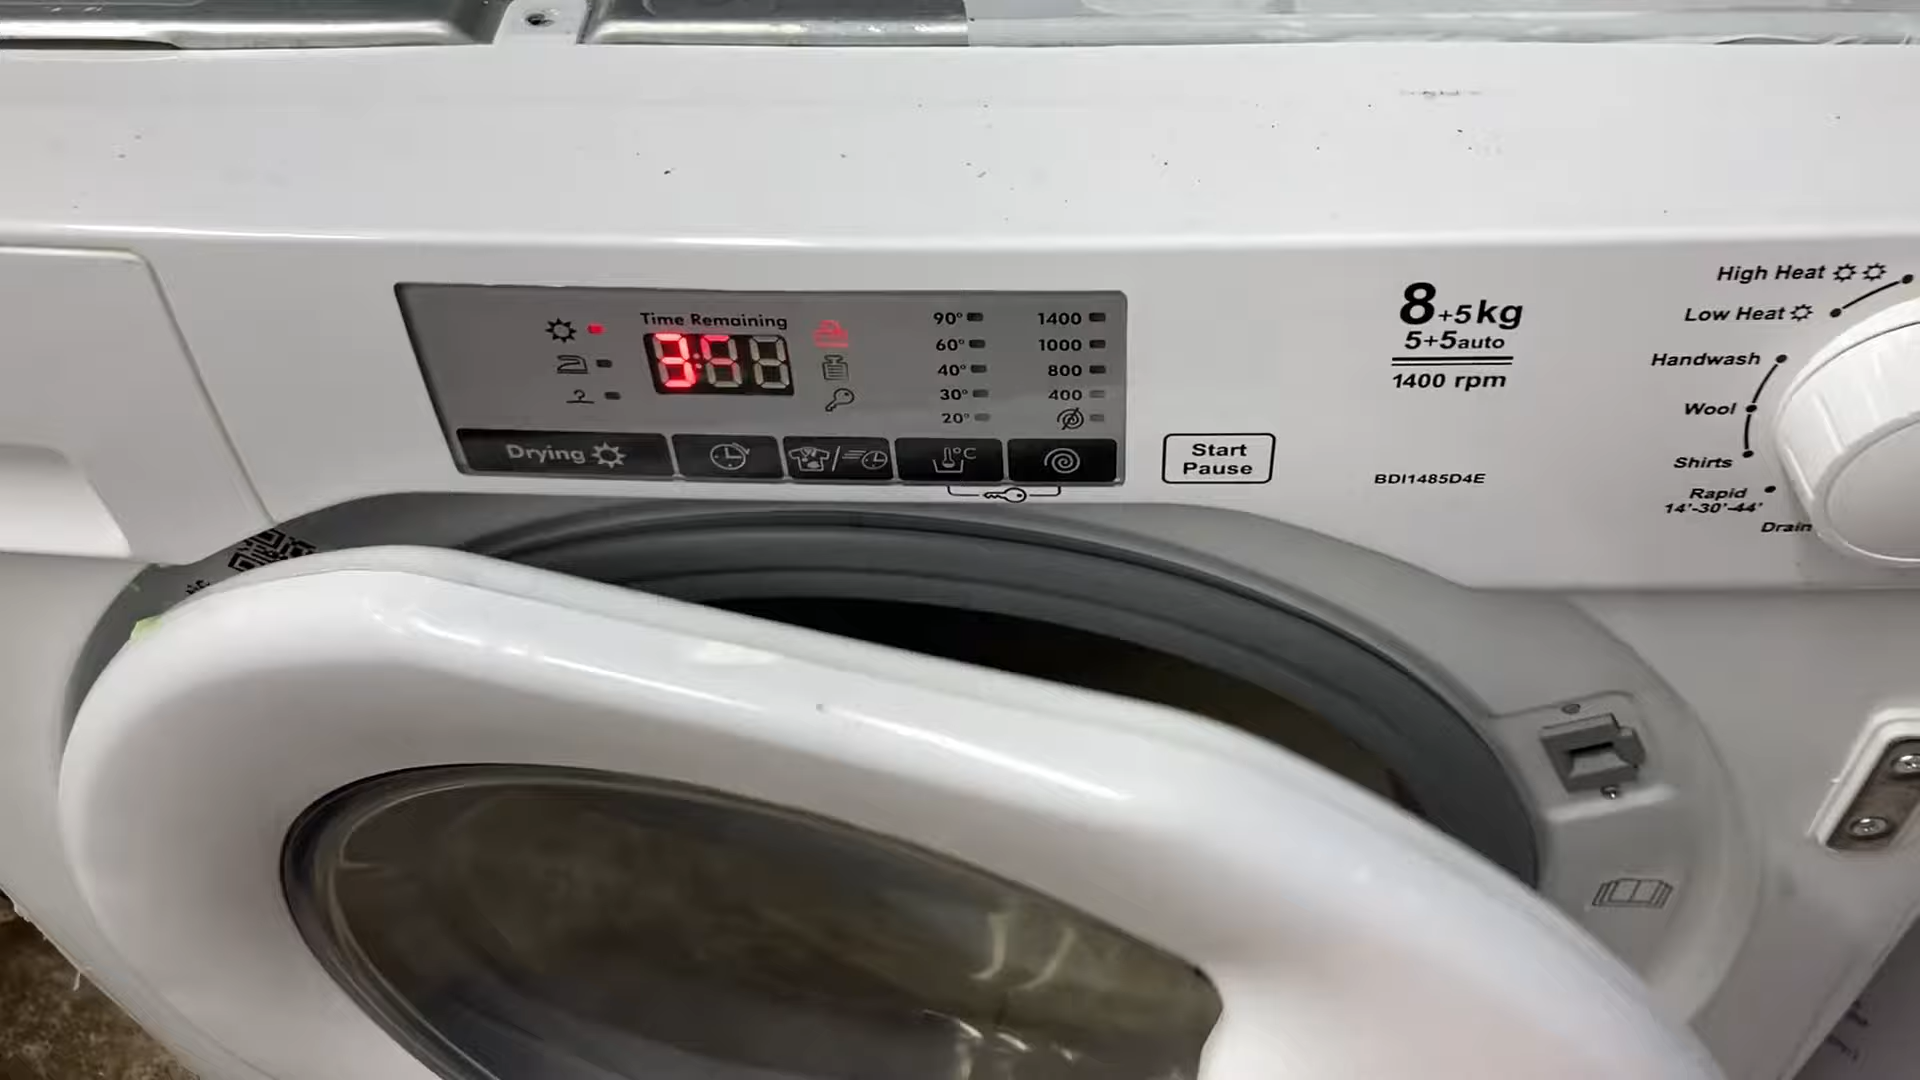 Time Remaining
90°
60°
40°
30°
20°
1400
1000
800
400
Drying
°C
Start
Pause
8+5kg
5+5auto
1400 rpm
BDI1485D4E
High Heat
Low Heat
Handwash
Wool
Shirts
Rapid
14'-30'-44'
Drain